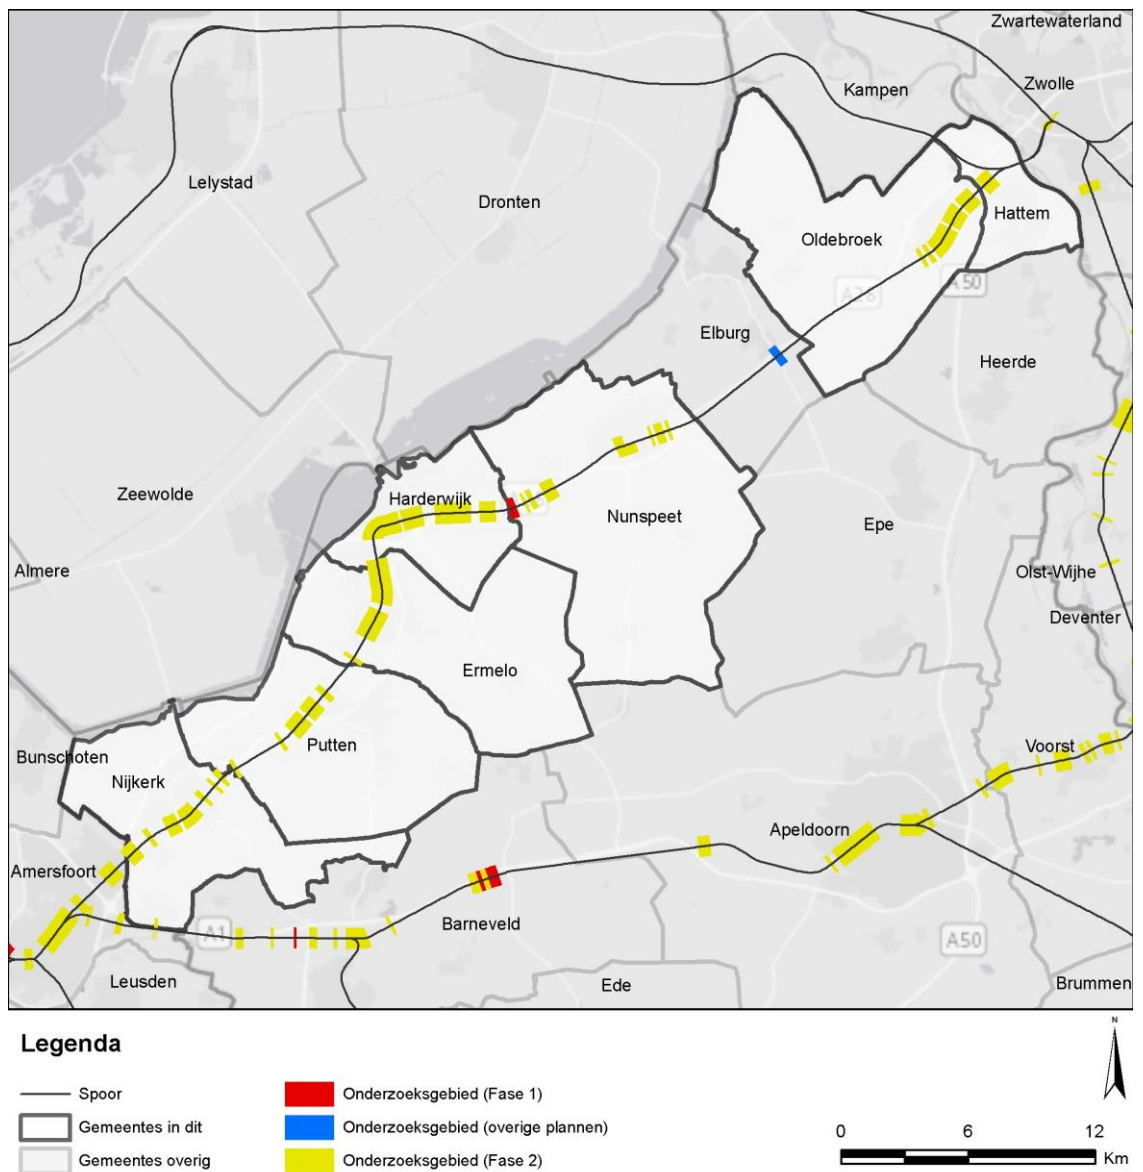 Zwartewaterland
Zwolle
Kampen
Lelystad
Dronten
Hattem
Oldebroek
A50
Elburg
Heerde
Zeewolde
Harderwijk
Nunspeet
Epe
Almere
Olst-Wijhe
Deventer
Ermelo
Putten
Voorst
Bunschoten
Nijkerk
Apeldoorn
Amersfoort
Barneveld
A1
A50
Leusden
Ede
Brummen
Legenda
N
Spoor
Onderzoeksgebied (Fase 1)
Gemeentes in dit
Onderzoeksgebied (overige plannen)
Gemeentes overig
Onderzoeksgebied (Fase 2)
0 6 12
Km